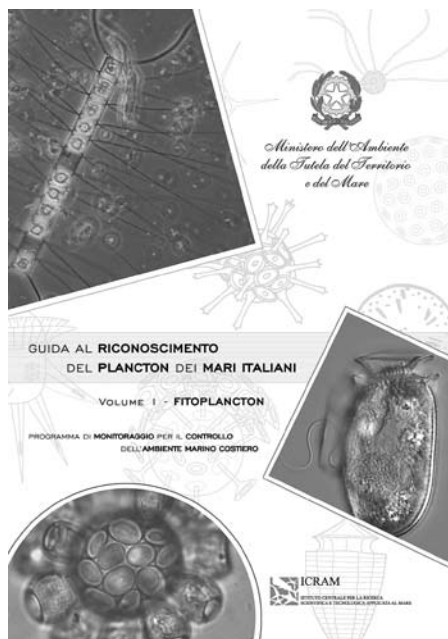 Ministero dell'Ambiente
della Tutela del Territorio
e del Mare
GUIDA AL RICONOSCIMENTO
DEL PLANCTON DEI MARI ITALIANI
VOLUME I - FITOPLANCTON
PROGRAMMA DI MONITORAGGIO PER IL CONTROLLO
DELL'AMBIENTE MARINO COSTIERO
ICRAM
ISTITUTO CENTRALE PER LA RICERCA
SCIENTIFICA E TECNOLOGICA APPLICATA AL MARE